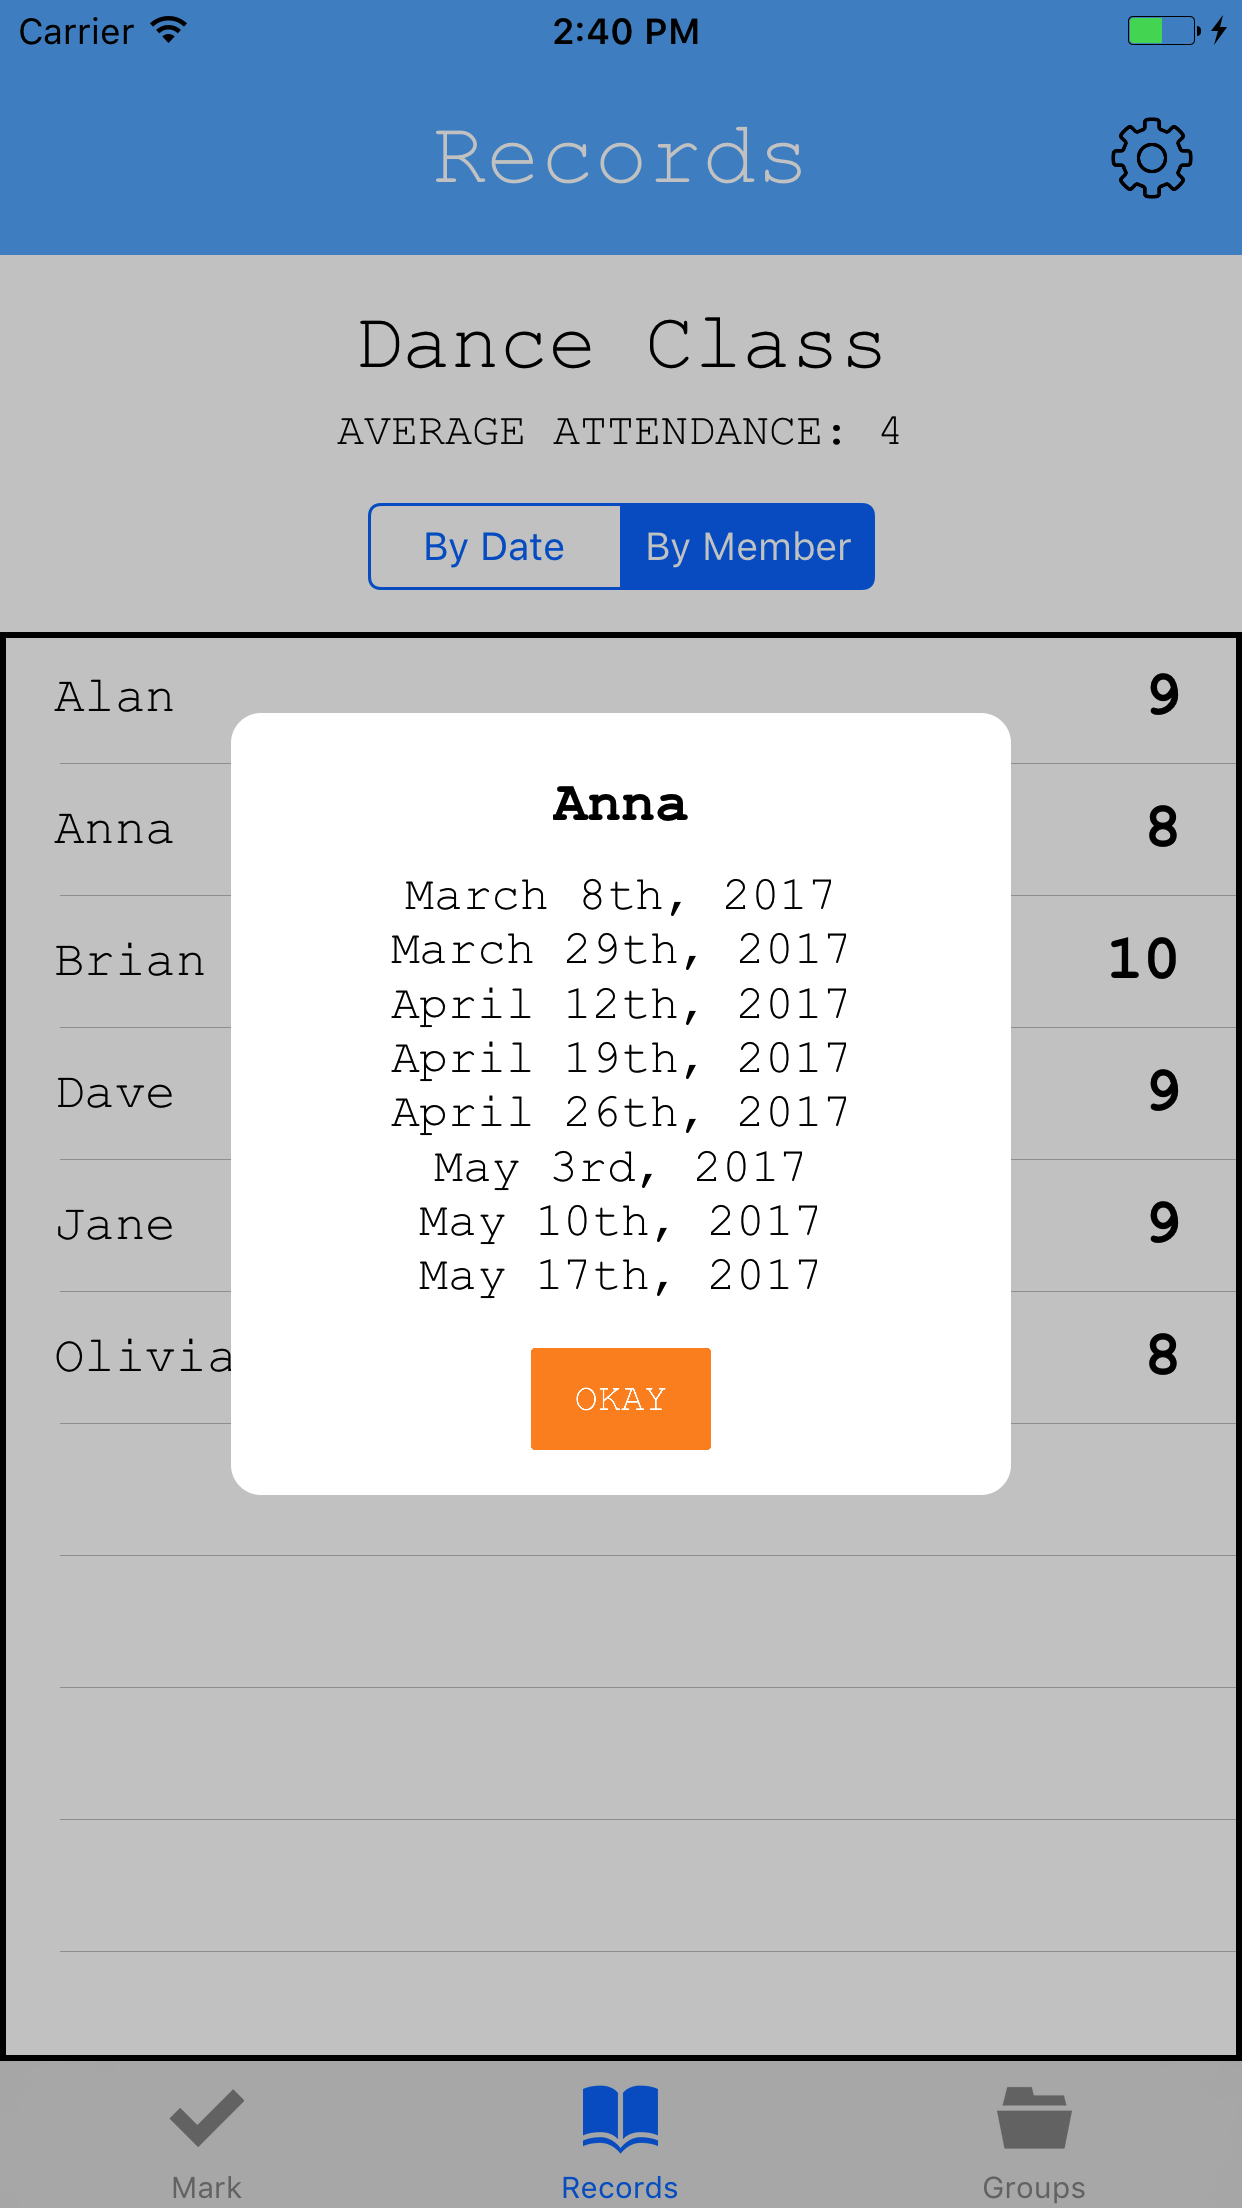 Carrier 2:40 PM
Records
Dance Class
AVERAGE ATTENDANCE: 4
By Date By Member
Alan 9
Anna 8
Brian 10
Dave 9
Jane 9
Olivia 8
Anna
March 8th, 2017
March 29th, 2017
April 12th, 2017
April 19th, 2017
April 26th, 2017
May 3rd, 2017
May 10th, 2017
May 17th, 2017
OKAY
Mark Records Groups